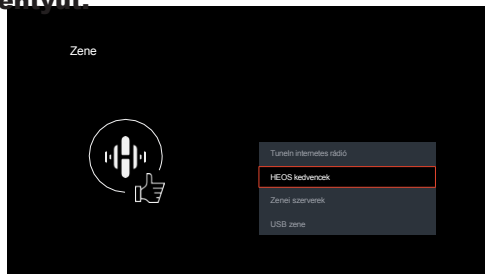 Zene
TuneIn internetes rádió
HEOS kedvencek
Zenei szerverek
USB zene